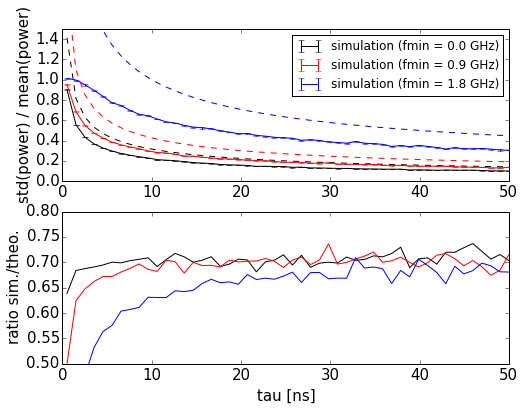 std(power) / mean(power)
1.4
1.2
1.0
0.8
0.6
0.4
0.2
0.0
simulation (fmin = 0.0 GHz)
simulation (fmin = 0.9 GHz)
simulation (fmin = 1.8 GHz)
0 10 20 30 40 50
ratio sim./theo.
0.80
0.75
0.70
0.65
0.60
0.55
0.50
0 10 20 30 40 50
tau [ns]